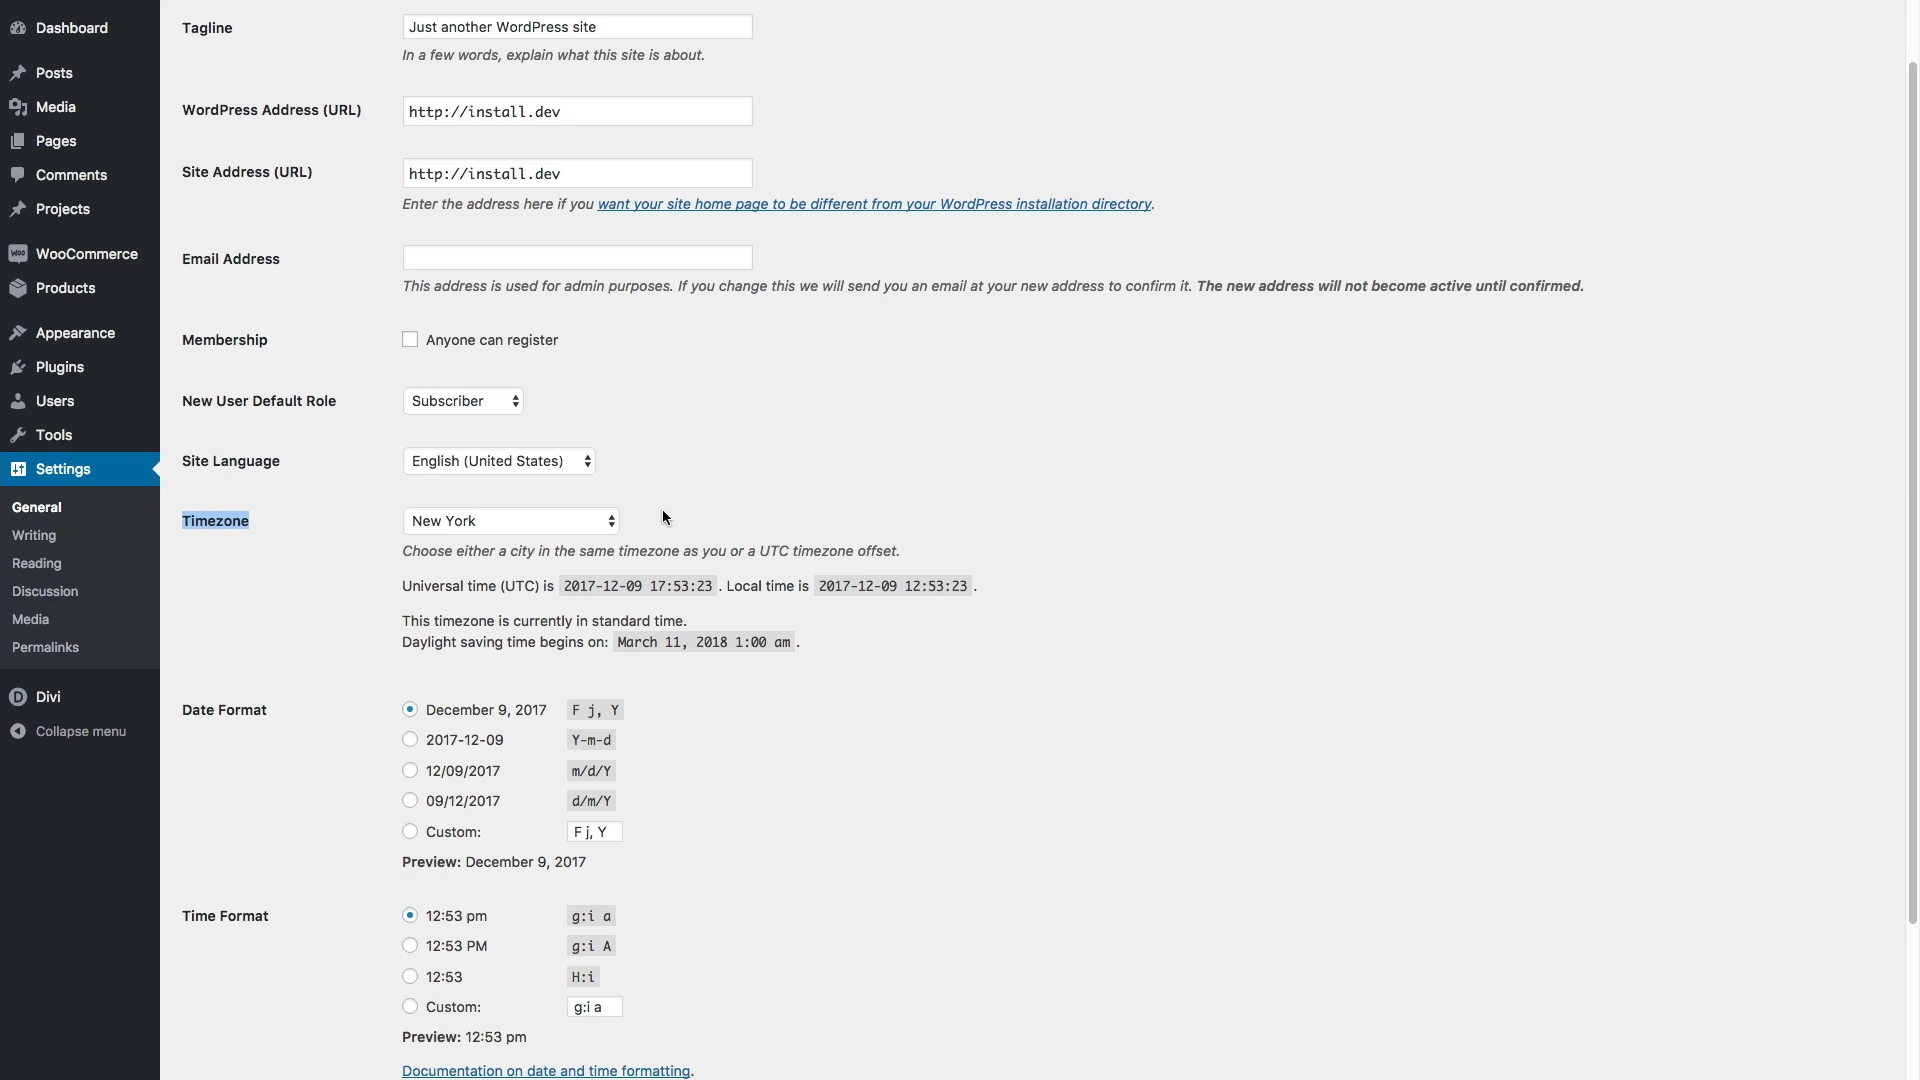 Dashboard
Posts
Media
Pages
Comments
Projects
WOO WooCommerce
Products
Appearance
Plugins
Users
Tools
Settings
General
Writing
Reading
Discussion
Media
Permalinks
D Divi
Collapse menu
Tagline
Just another WordPress site
In a few words, explain what this site is about.
WordPress Address (URL)
http://install.dev
Site Address (URL)
http://install.dev
Enter the address here if you want your site home page to be different from your WordPress installation directory.
Email Address
This address is used for admin purposes. If you change this we will send you an email at your new address to confirm it. The new address will not become active until confirmed.
Membership
Anyone can register
New User Default Role
Subscriber
Site Language
English (United States)
Timezone
New York
Choose either a city in the same timezone as you or a UTC timezone offset.
Universal time (UTC) is 2017-12-09 17:53:23 . Local time is 2017-12-09 12:53:23 .
This timezone is currently in standard time.
Daylight saving time begins on: March 11, 2018 1:00 am .
Date Format
December 9, 2017 F j, Y
2017-12-09 Y-m-d
12/09/2017 m/d/Y
09/12/2017 d/m/Y
Custom: F j, Y
Preview: December 9, 2017
Time Format
12:53 pm g:i a
12:53 PM g:i A
12:53 H:i
Custom: g:i a
Preview: 12:53 pm
Documentation on date and time formatting.